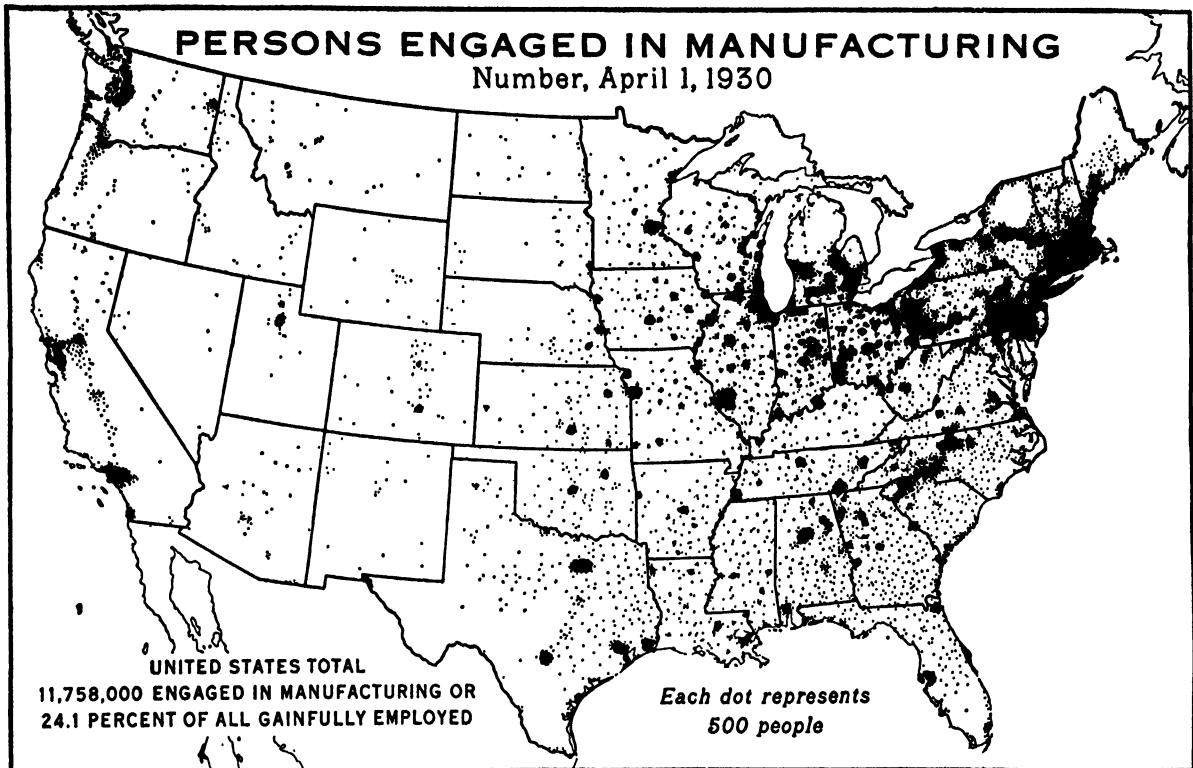 PERSONS ENGAGED IN MANUFACTURING
Number, April 1, 1930
UNITED STATES TOTAL
11,758,000 ENGAGED IN MANUFACTURING OR
24.1 PERCENT OF ALL GAINFULLY EMPLOYED
Each dot represents
500 people